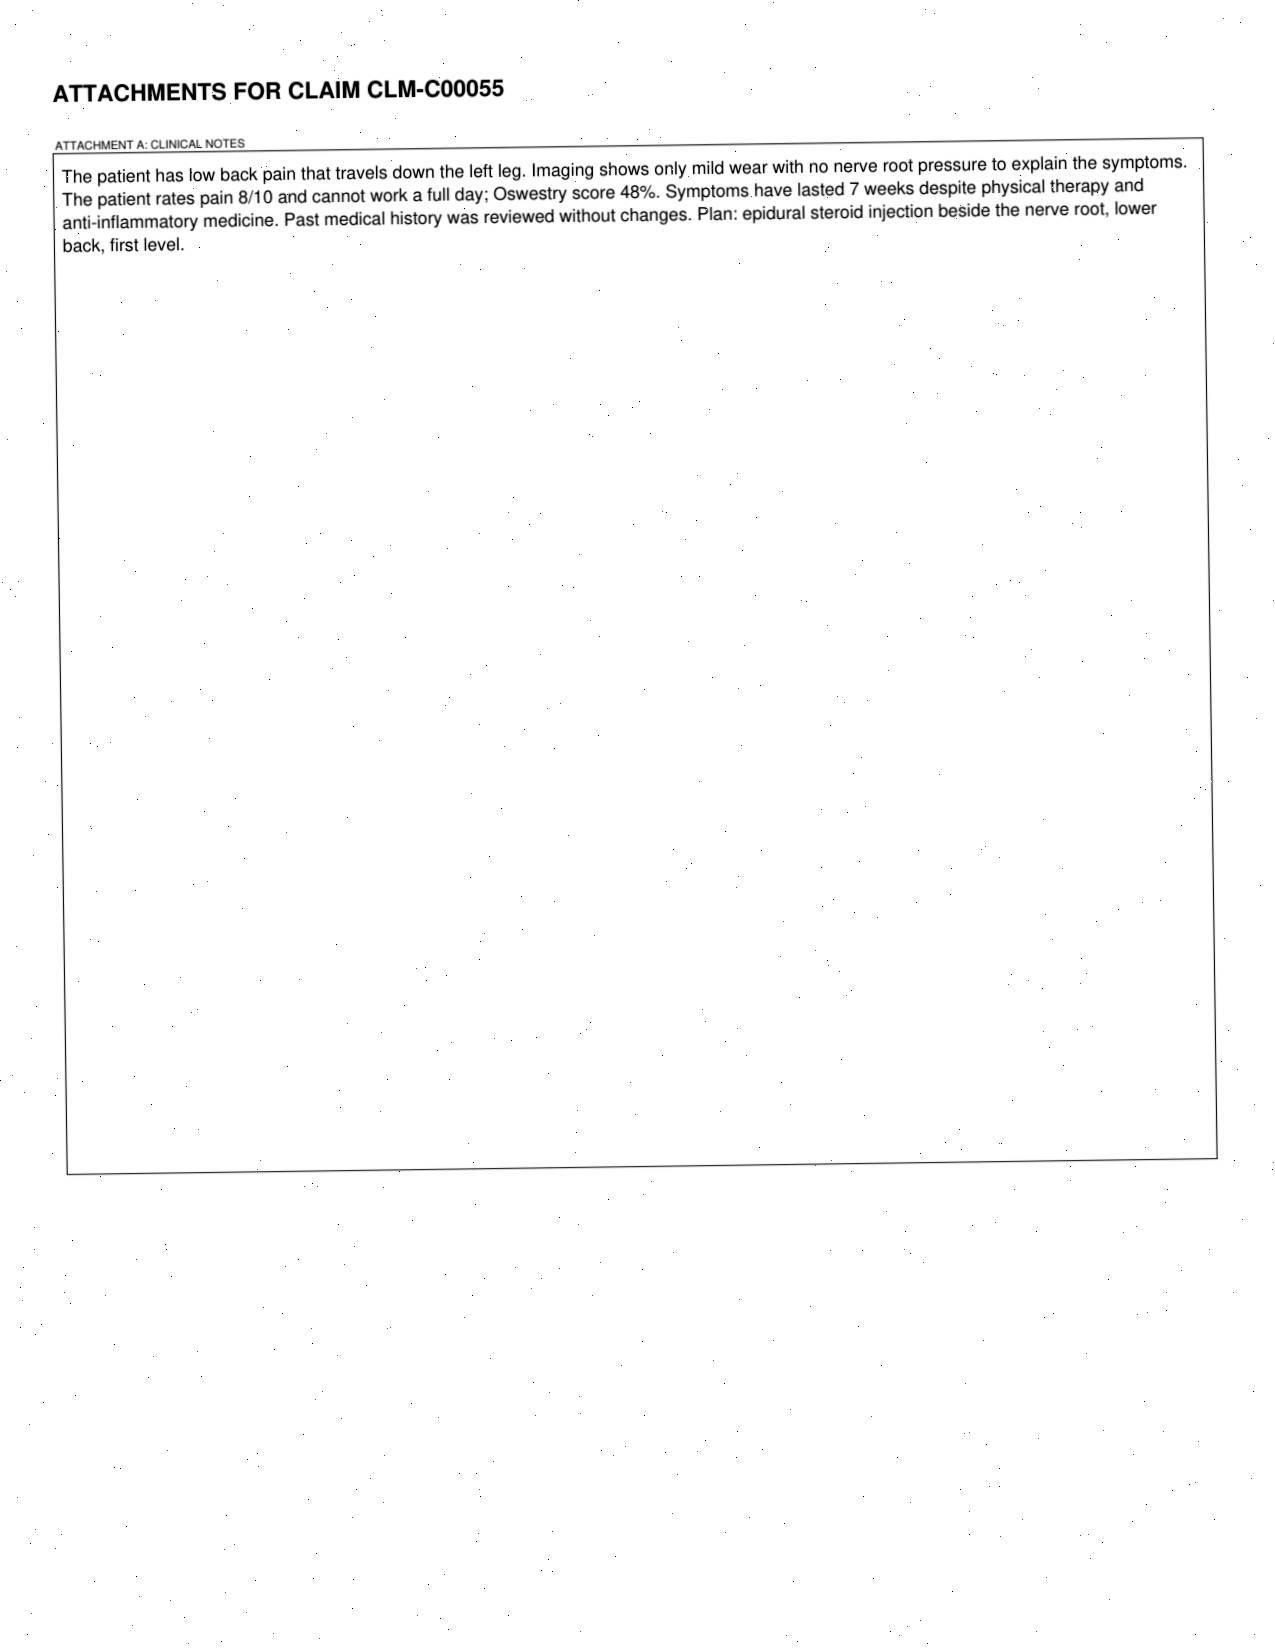 ATTACHMENTS FOR CLAIM CLM-C00055
ATTACHMENT A: CLINICAL NOTES
The patient has low back pain that travels down the left leg. Imaging shows only mild wear with no nerve root pressure to explain the symptoms.
The patient rates pain 8/10 and cannot work a full day; Oswestry score 48%. Symptoms have lasted 7 weeks despite physical therapy and
anti-inflammatory medicine. Past medical history was reviewed without changes. Plan: epidural steroid injection beside the nerve root, lower
back, first level.